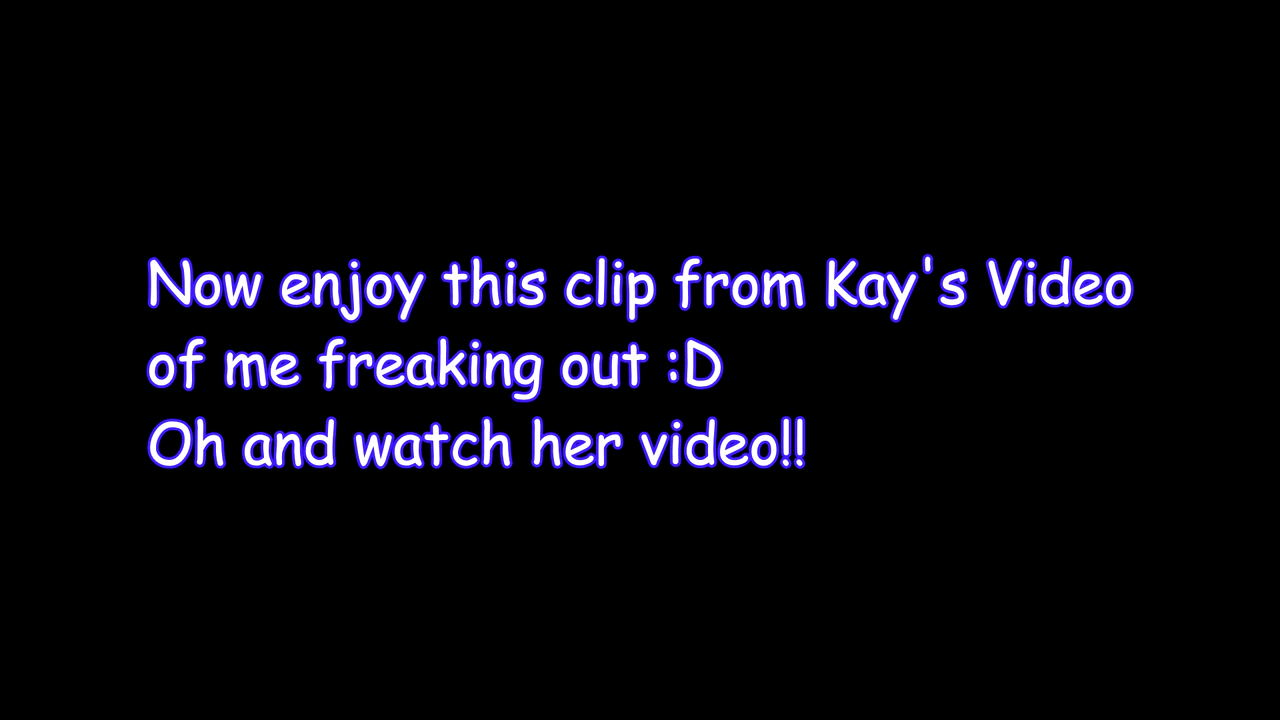 Now enjoy this clip from Kay's Video
of me freaking out :D
Oh and watch her video!!